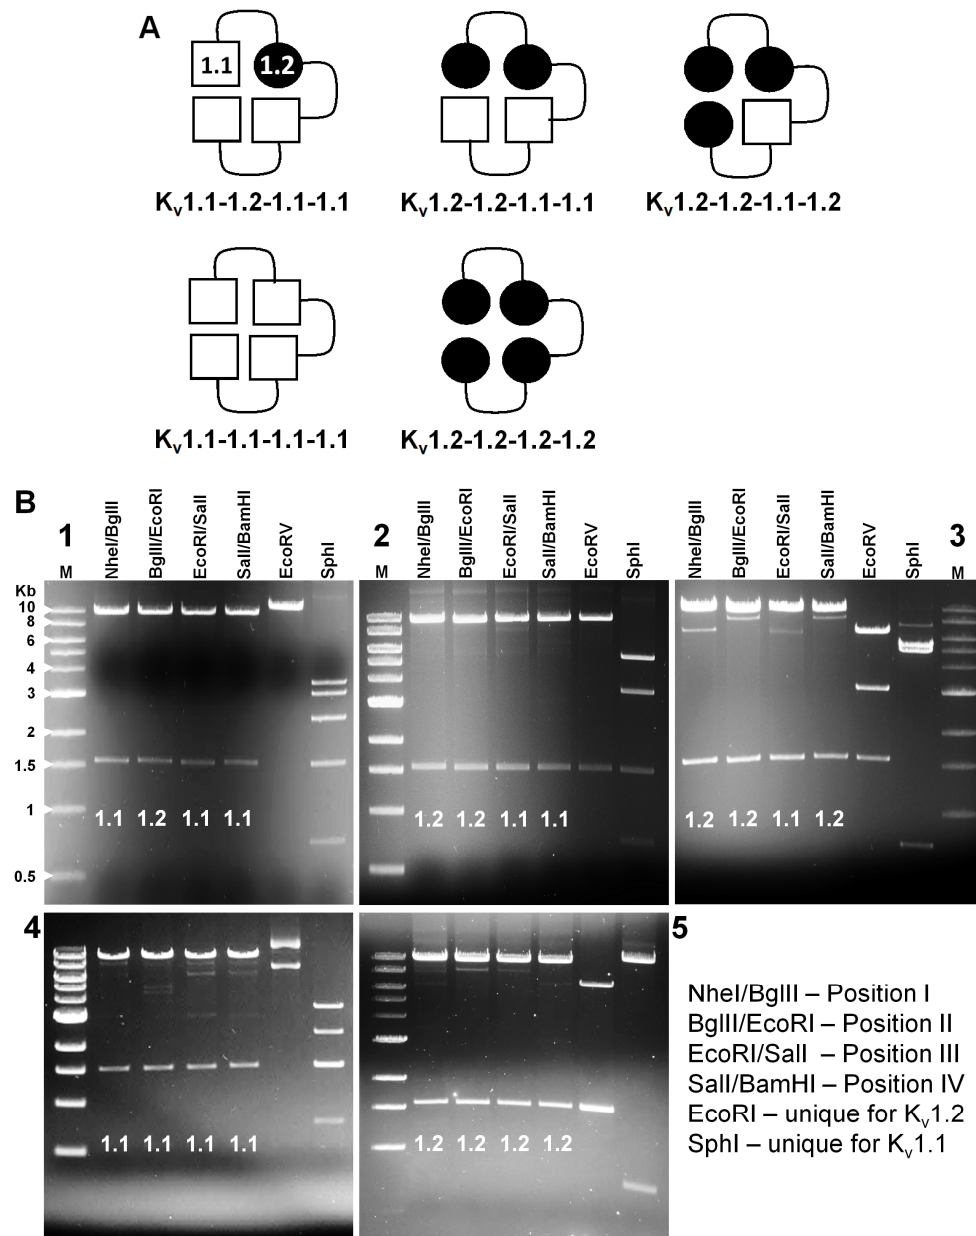 A
1.1 1.2
Kv1.1-1.2-1.1-1.1 Kv1.2-1.2-1.1-1.1 Kv1.2-1.2-1.1-1.2
Kv1.1-1.1-1.1-1.1 Kv1.2-1.2-1.2-1.2
B
1
M
NheI/BglII
BglII/EcoRI
EcoRI/SalI
SalI/BamHI
EcoRV
SphI
2
M
NheI/BglII
BglII/EcoRI
EcoRI/SalI
SalI/BamHI
EcoRV
SphI
NheI/BglII
BglII/EcoRI
EcoRI/SalI
SalI/BamHI
EcoRV
SphI
3
M
Kb
10
8
6
4
3
2
1.5
1
0.5
1.1 1.2 1.1 1.1
1.2 1.2 1.1 1.1
1.2 1.2 1.1 1.2
4
1.1 1.1 1.1 1.1
5
1.2 1.2 1.2 1.2
NheI/BglII – Position I
BglII/EcoRI – Position II
EcoRI/SalI – Position III
SalI/BamHI – Position IV
EcoRI – unique for Kv1.2
SphI – unique for Kv1.1